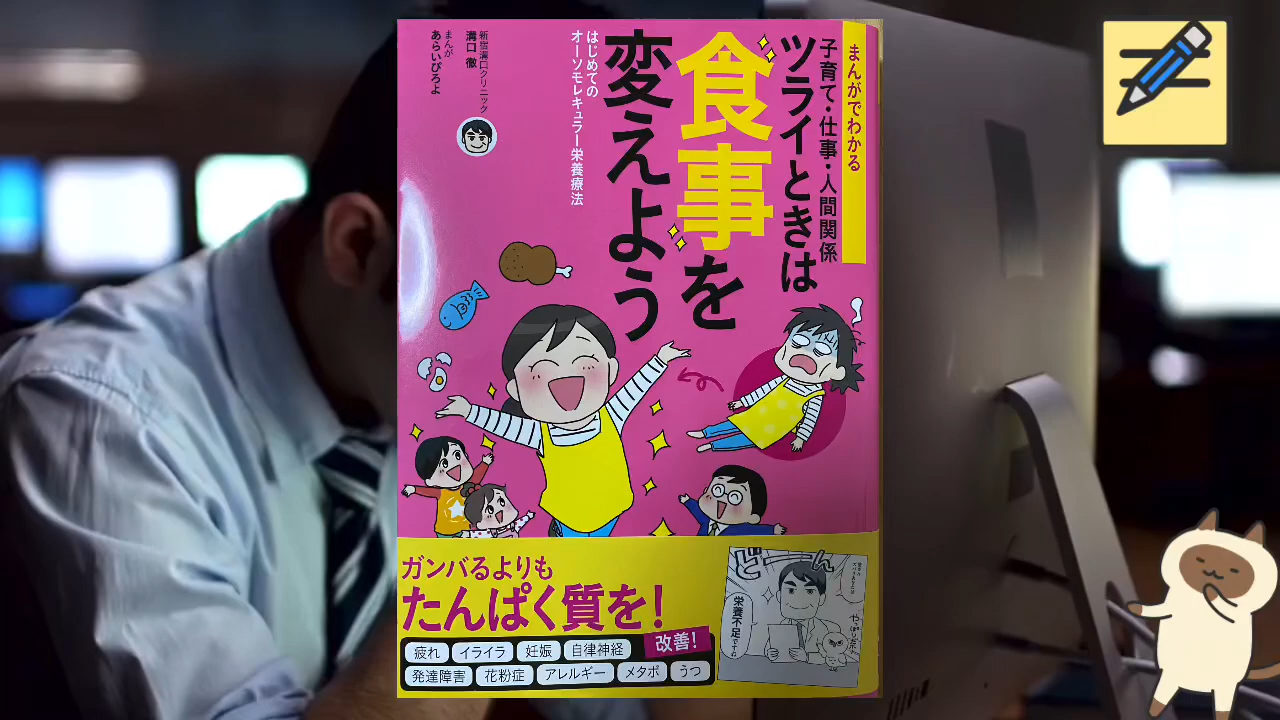 まんがでわかる
子育て・仕事・人間関係
ツライときは
食事を
変えよう
はじめての
オーソモレキュラー栄養療法
新宿溝口クリニック
溝口 徹
まんが
あらいぴろよ
ガンバるよりも
たんぱく質を!
疲れ
イライラ
妊娠
自律神経
改善!
発達障害
花粉症
アレルギー
メタボ
うつ
どーん
栄養不足ですね